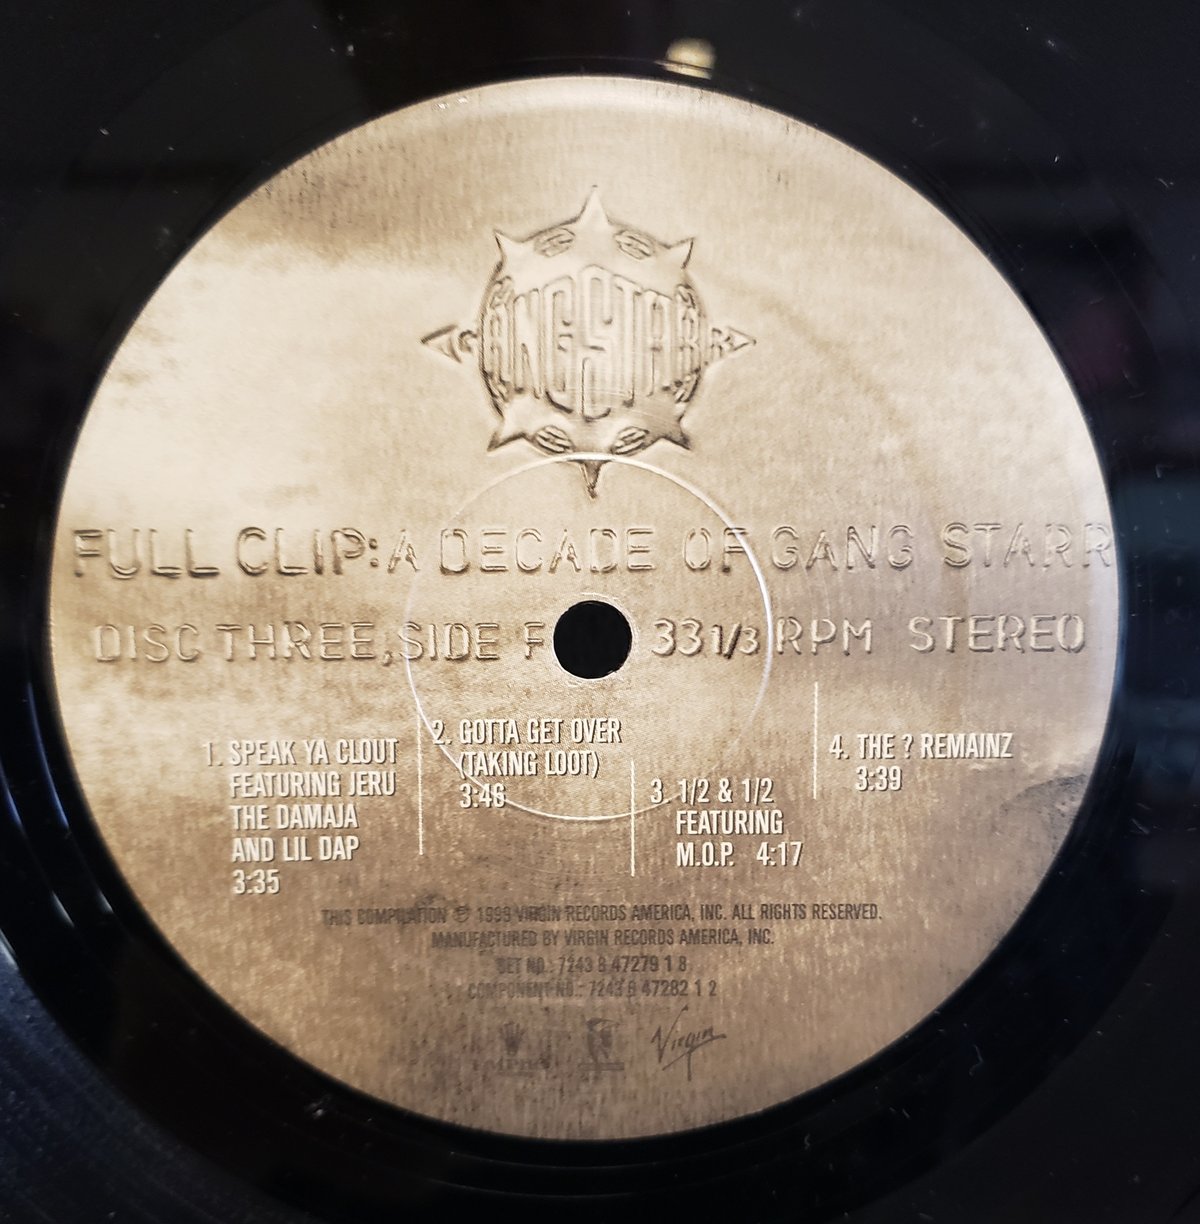 GANGSTARR
FULL CLIP: A DECADE OF GANG STARR
DISC THREE, SIDE F 33 1/3 RPM STEREO
1. SPEAK YA CLOUT
FEATURING JERU
THE DAMAJA
AND LIL DAP
3:35
2. GOTTA GET OVER
(TAKING LOOT)
3:46
3. 1/2 & 1/2
FEATURING
M.O.P. 4:17
4. THE ? REMAINZ
3:39
THIS COMPILATION ℗ 1999 VIRGIN RECORDS AMERICA, INC. ALL RIGHTS RESERVED.
MANUFACTURED BY VIRGIN RECORDS AMERICA, INC.
SET NO.: 7243 8 47279 1 8
COMPONENT NO.: 7243 8 47282 1 2
Virgin